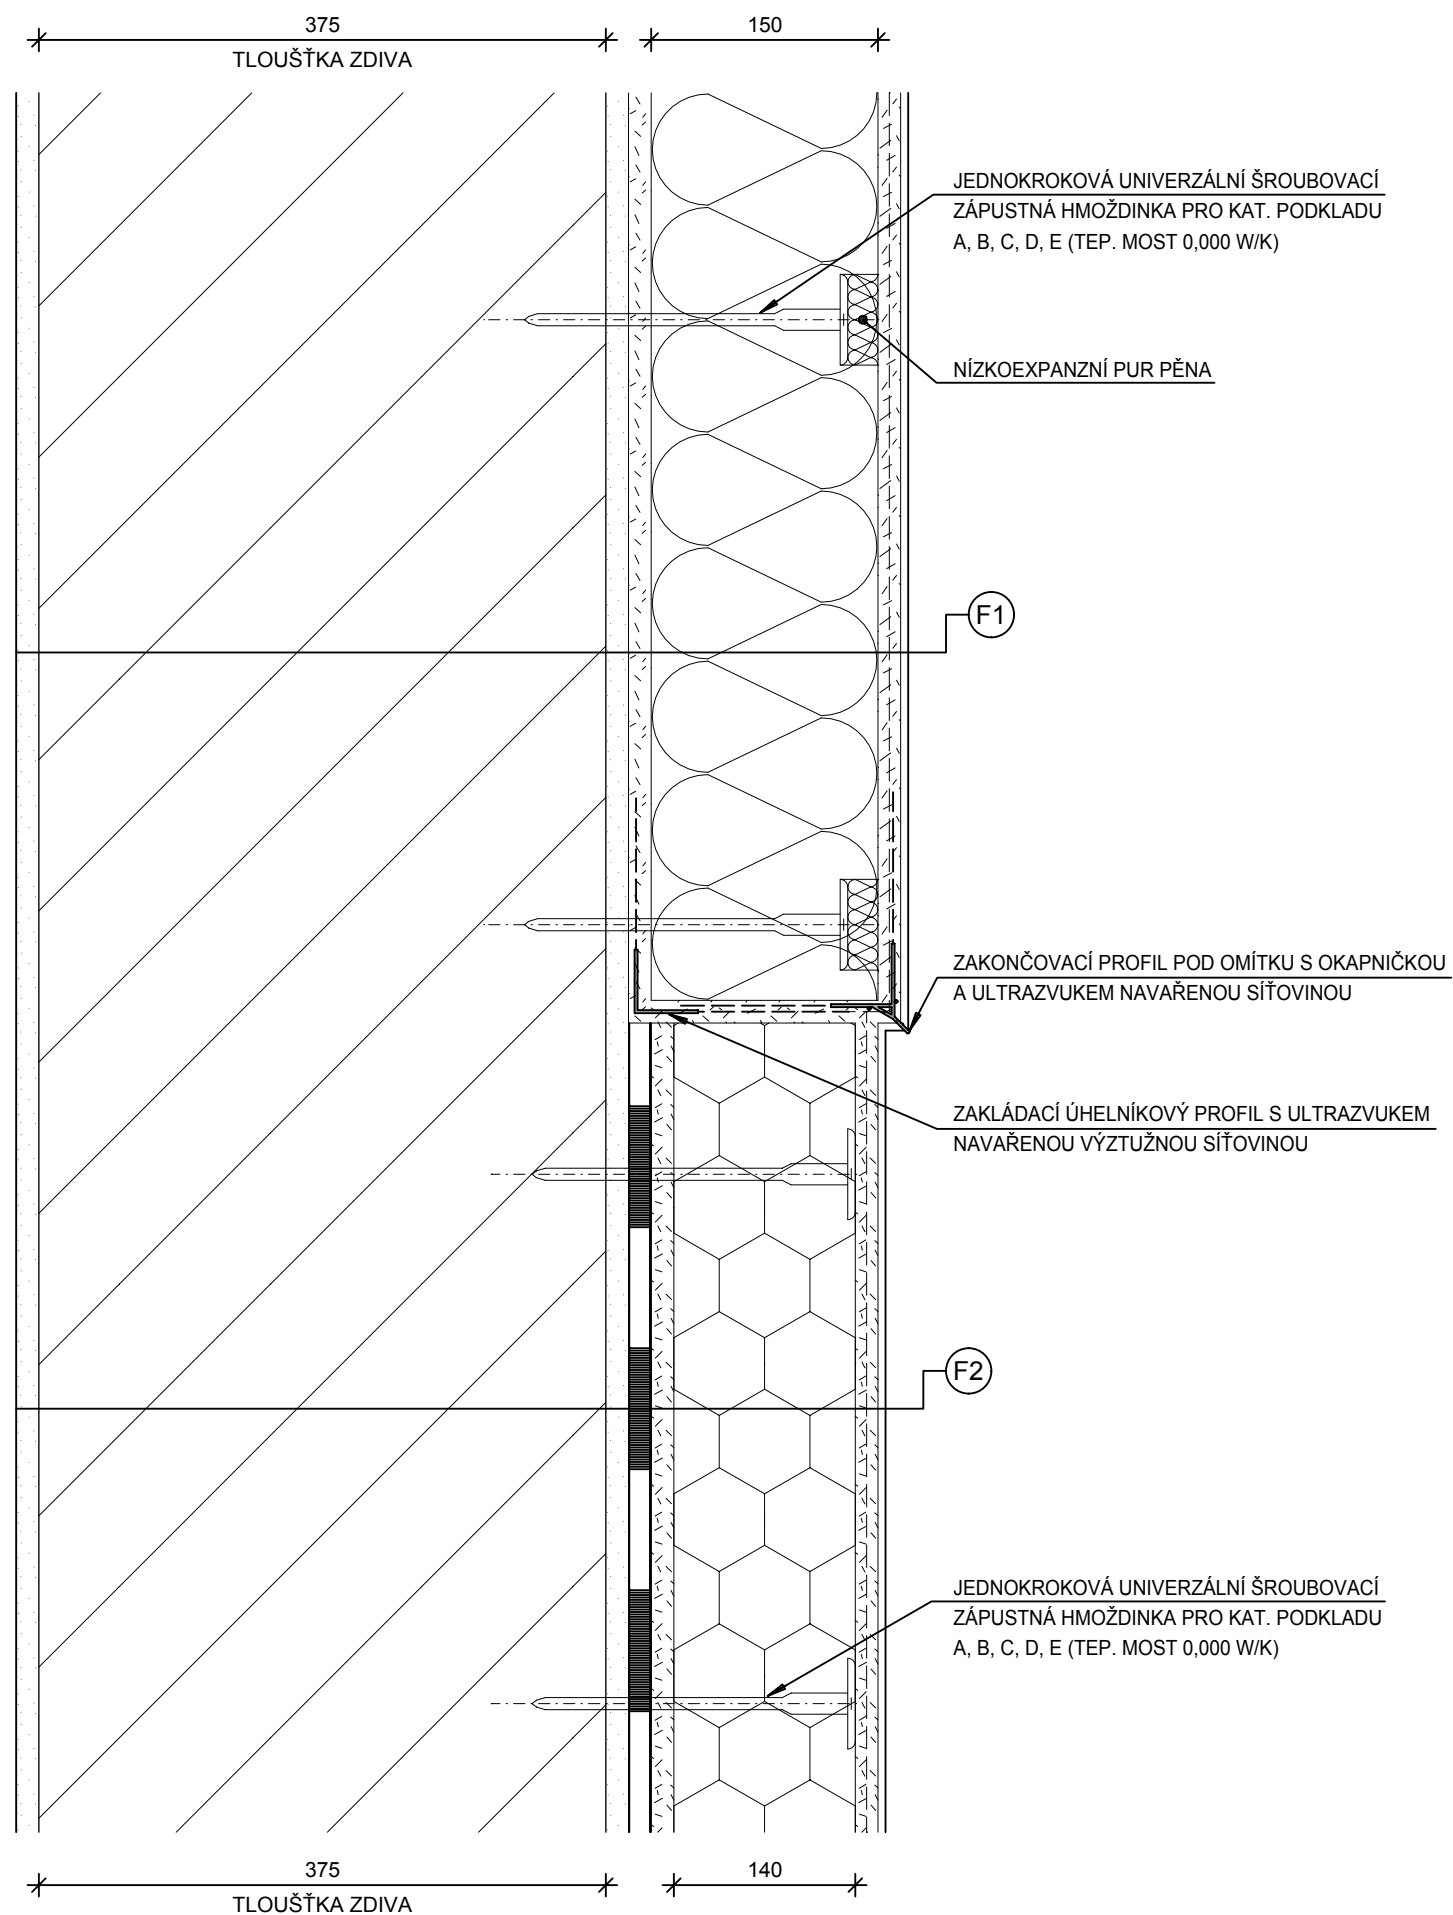 375
150
TLOUŠŤKA ZDIVA
JEDNOKROKOVÁ UNIVERZÁLNÍ ŠROUBOVACÍ
ZÁPUSTNÁ HMOŽDINKA PRO KAT. PODKLADU
A, B, C, D, E (TEP. MOST 0,000 W/K)
NÍZKOEXPANZNÍ PUR PĚNA
F1
ZAKONČOVACÍ PROFIL POD OMÍTKU S OKAPNIČKOU
A ULTRAZVUKEM NAVAŘENOU SÍŤOVINOU
ZAKLÁDACÍ ÚHELNÍKOVÝ PROFIL S ULTRAZVUKEM
NAVAŘENOU VÝZTUŽNOU SÍŤOVINOU
F2
JEDNOKROKOVÁ UNIVERZÁLNÍ ŠROUBOVACÍ
ZÁPUSTNÁ HMOŽDINKA PRO KAT. PODKLADU
A, B, C, D, E (TEP. MOST 0,000 W/K)
375
140
TLOUŠŤKA ZDIVA